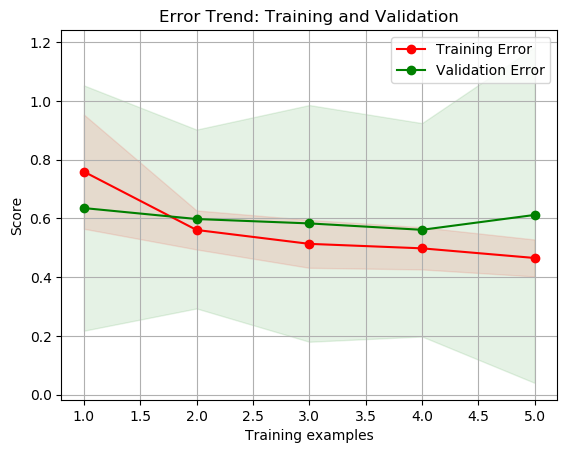 Error Trend: Training and Validation
Training Error
Validation Error
Score
1.2
1.0
0.8
0.6
0.4
0.2
0.0
1.0 1.5 2.0 2.5 3.0 3.5 4.0 4.5 5.0
Training examples